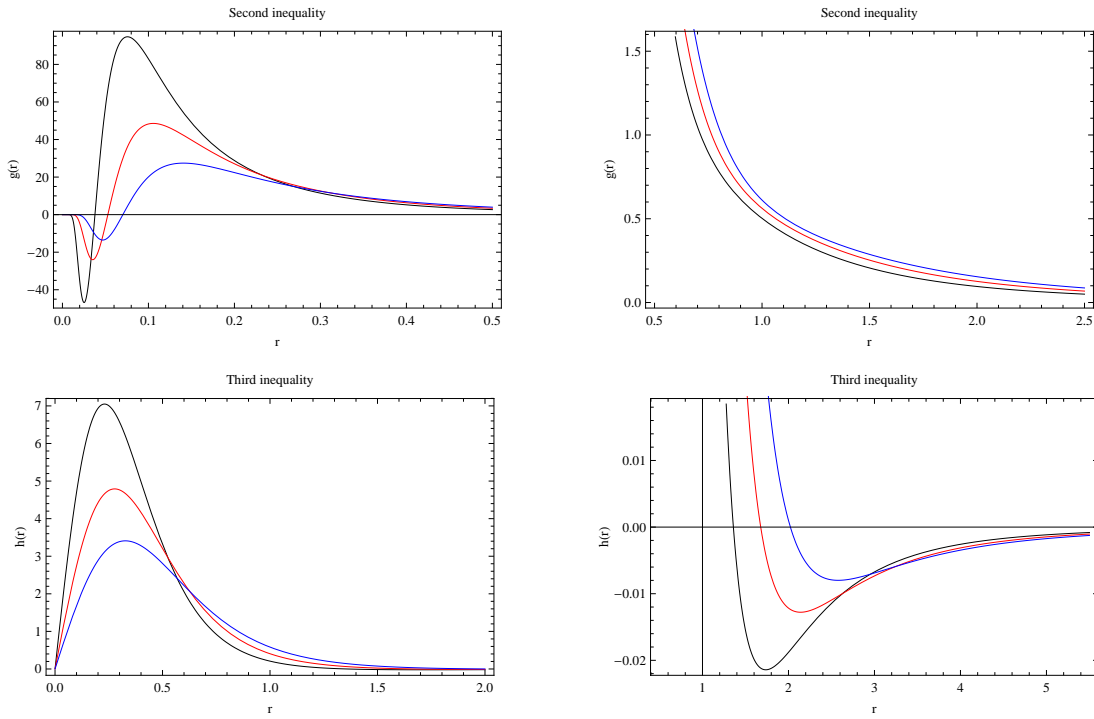 Second inequality
80
60
40
20
0
−20
−40
g(r)
0.0 0.1 0.2 0.3 0.4 0.5
r
Second inequality
1.5
1.0
0.5
0.0
g(r)
0.5 1.0 1.5 2.0 2.5
r
Third inequality
7
6
5
4
3
2
1
0
h(r)
0.0 0.5 1.0 1.5 2.0
r
Third inequality
0.01
0.00
−0.01
−0.02
h(r)
1 2 3 4 5
r